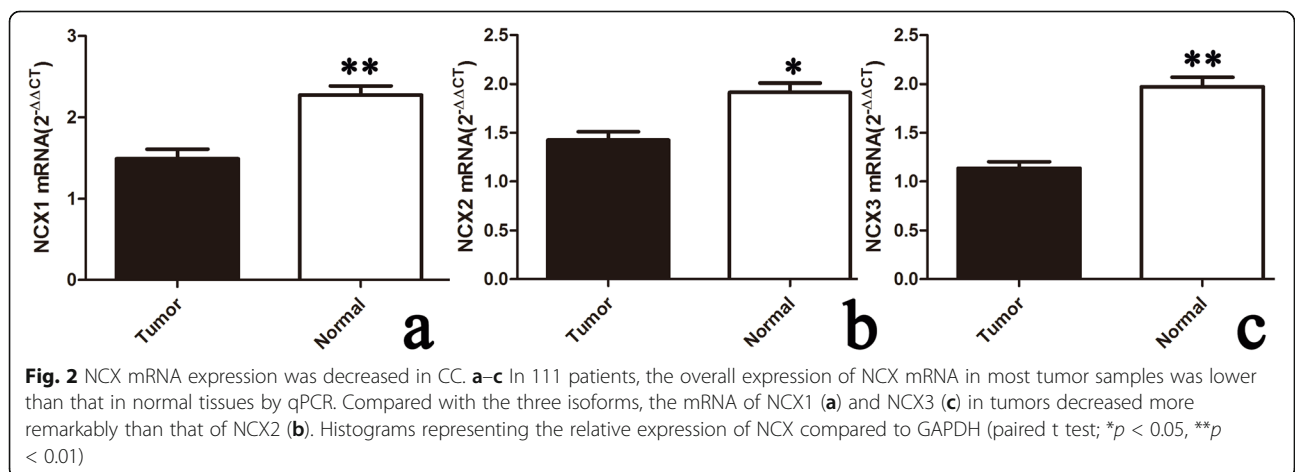 NCX1 mRNA(2^-ΔΔCT)
3
2
1
0
**
Tumor
Normal
a
NCX2 mRNA(2^-ΔΔCT)
2.5
2.0
1.5
1.0
0.5
0.0
*
Tumor
Normal
b
NCX3 mRNA(2^-ΔΔCT)
2.5
2.0
1.5
1.0
0.5
0.0
**
Tumor
Normal
c
Fig. 2 NCX mRNA expression was decreased in CC. a–c In 111 patients, the overall expression of NCX mRNA in most tumor samples was lower
than that in normal tissues by qPCR. Compared with the three isoforms, the mRNA of NCX1 (a) and NCX3 (c) in tumors decreased more
remarkably than that of NCX2 (b). Histograms representing the relative expression of NCX compared to GAPDH (paired t test; *p < 0.05, **p
< 0.01)